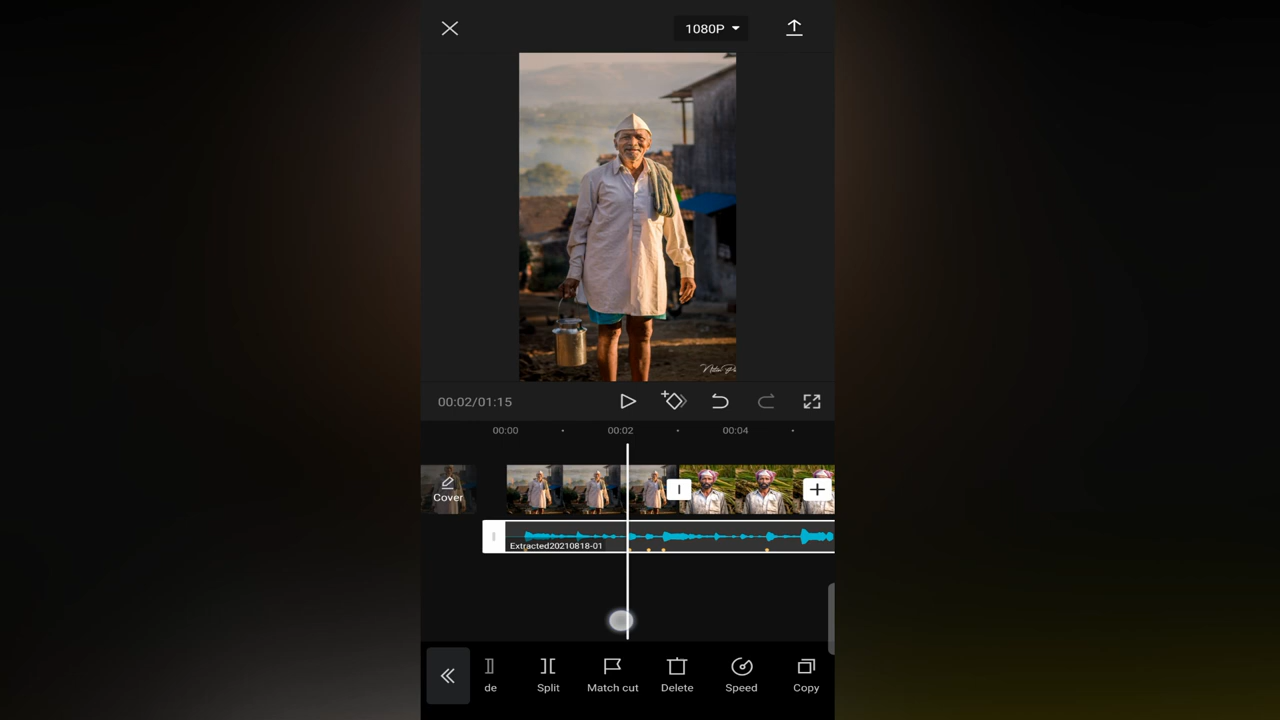 1080P
00:02/01:15
00:00
00:02
00:04
Cover
Extracted20210818-01
de
Split
Match cut
Delete
Speed
Copy